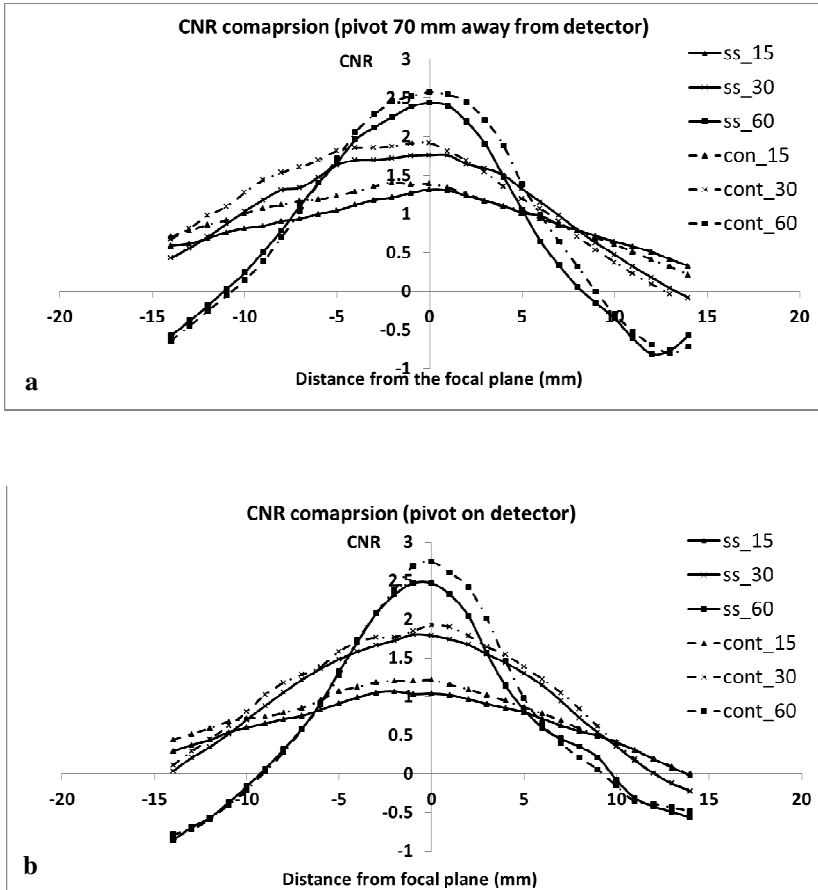 CNR comaprsion (pivot 70 mm away from detector)
CNR
3
2.5
2
1.5
1
0.5
0
-0.5
-1
-20
-15
-10
-5
0
5
10
15
20
Distance from the focal plane (mm)
ss_15
ss_30
ss_60
con_15
cont_30
cont_60
a
CNR comaprsion (pivot on detector)
CNR
3
2.5
2
1.5
1
0.5
0
-0.5
-1
-20
-15
-10
-5
0
5
10
15
20
Distance from focal plane (mm)
ss_15
ss_30
ss_60
cont_15
cont_30
cont_60
b